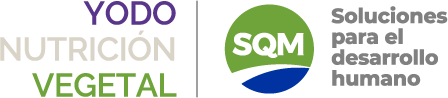 YODO
NUTRICIÓN
VEGETAL
SQM
Soluciones
para el
desarrollo
humano